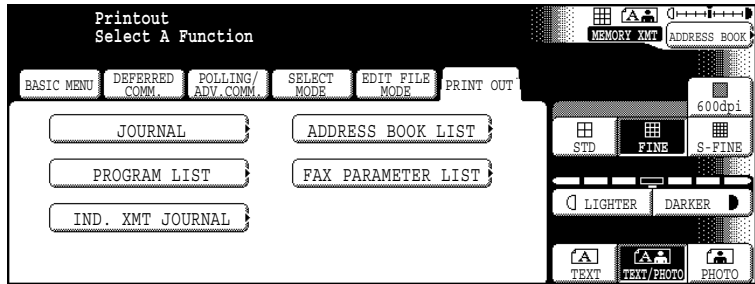 Printout
Select A Function
MEMORY XMT
ADDRESS BOOK
BASIC MENU
DEFERRED
COMM.
POLLING/
ADV.COMM.
SELECT
MODE
EDIT FILE
MODE
PRINT OUT
JOURNAL
ADDRESS BOOK LIST
PROGRAM LIST
FAX PARAMETER LIST
IND. XMT JOURNAL
600dpi
STD
FINE
S-FINE
LIGHTER
DARKER
A
TEXT
A
TEXT/PHOTO
PHOTO